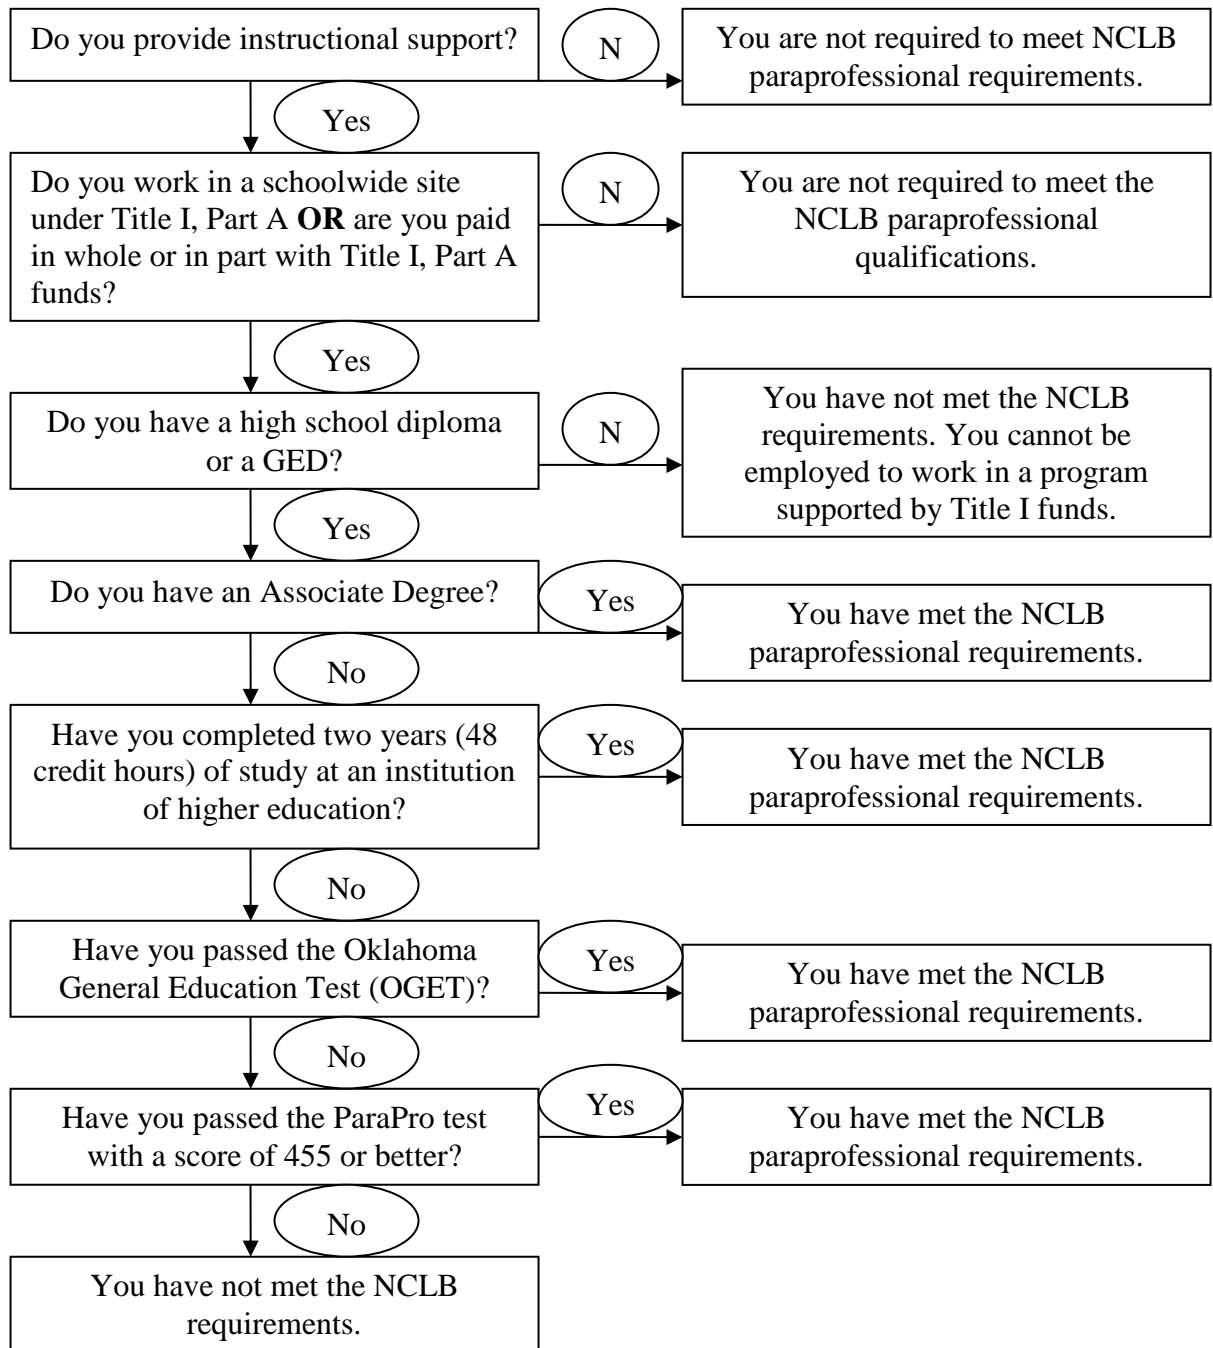 Do you provide instructional support?
N
You are not required to meet NCLB
paraprofessional requirements.
Yes
Do you work in a schoolwide site
under Title I, Part A OR are you paid
in whole or in part with Title I, Part A
funds?
N
You are not required to meet the
NCLB paraprofessional
qualifications.
Yes
Do you have a high school diploma
or a GED?
N
You have not met the NCLB
requirements. You cannot be
employed to work in a program
supported by Title I funds.
Yes
Do you have an Associate Degree?
Yes
You have met the NCLB
paraprofessional requirements.
No
Have you completed two years (48
credit hours) of study at an institution
of higher education?
Yes
You have met the NCLB
paraprofessional requirements.
No
Have you passed the Oklahoma
General Education Test (OGET)?
Yes
You have met the NCLB
paraprofessional requirements.
No
Have you passed the ParaPro test
with a score of 455 or better?
Yes
You have met the NCLB
paraprofessional requirements.
No
You have not met the NCLB
requirements.